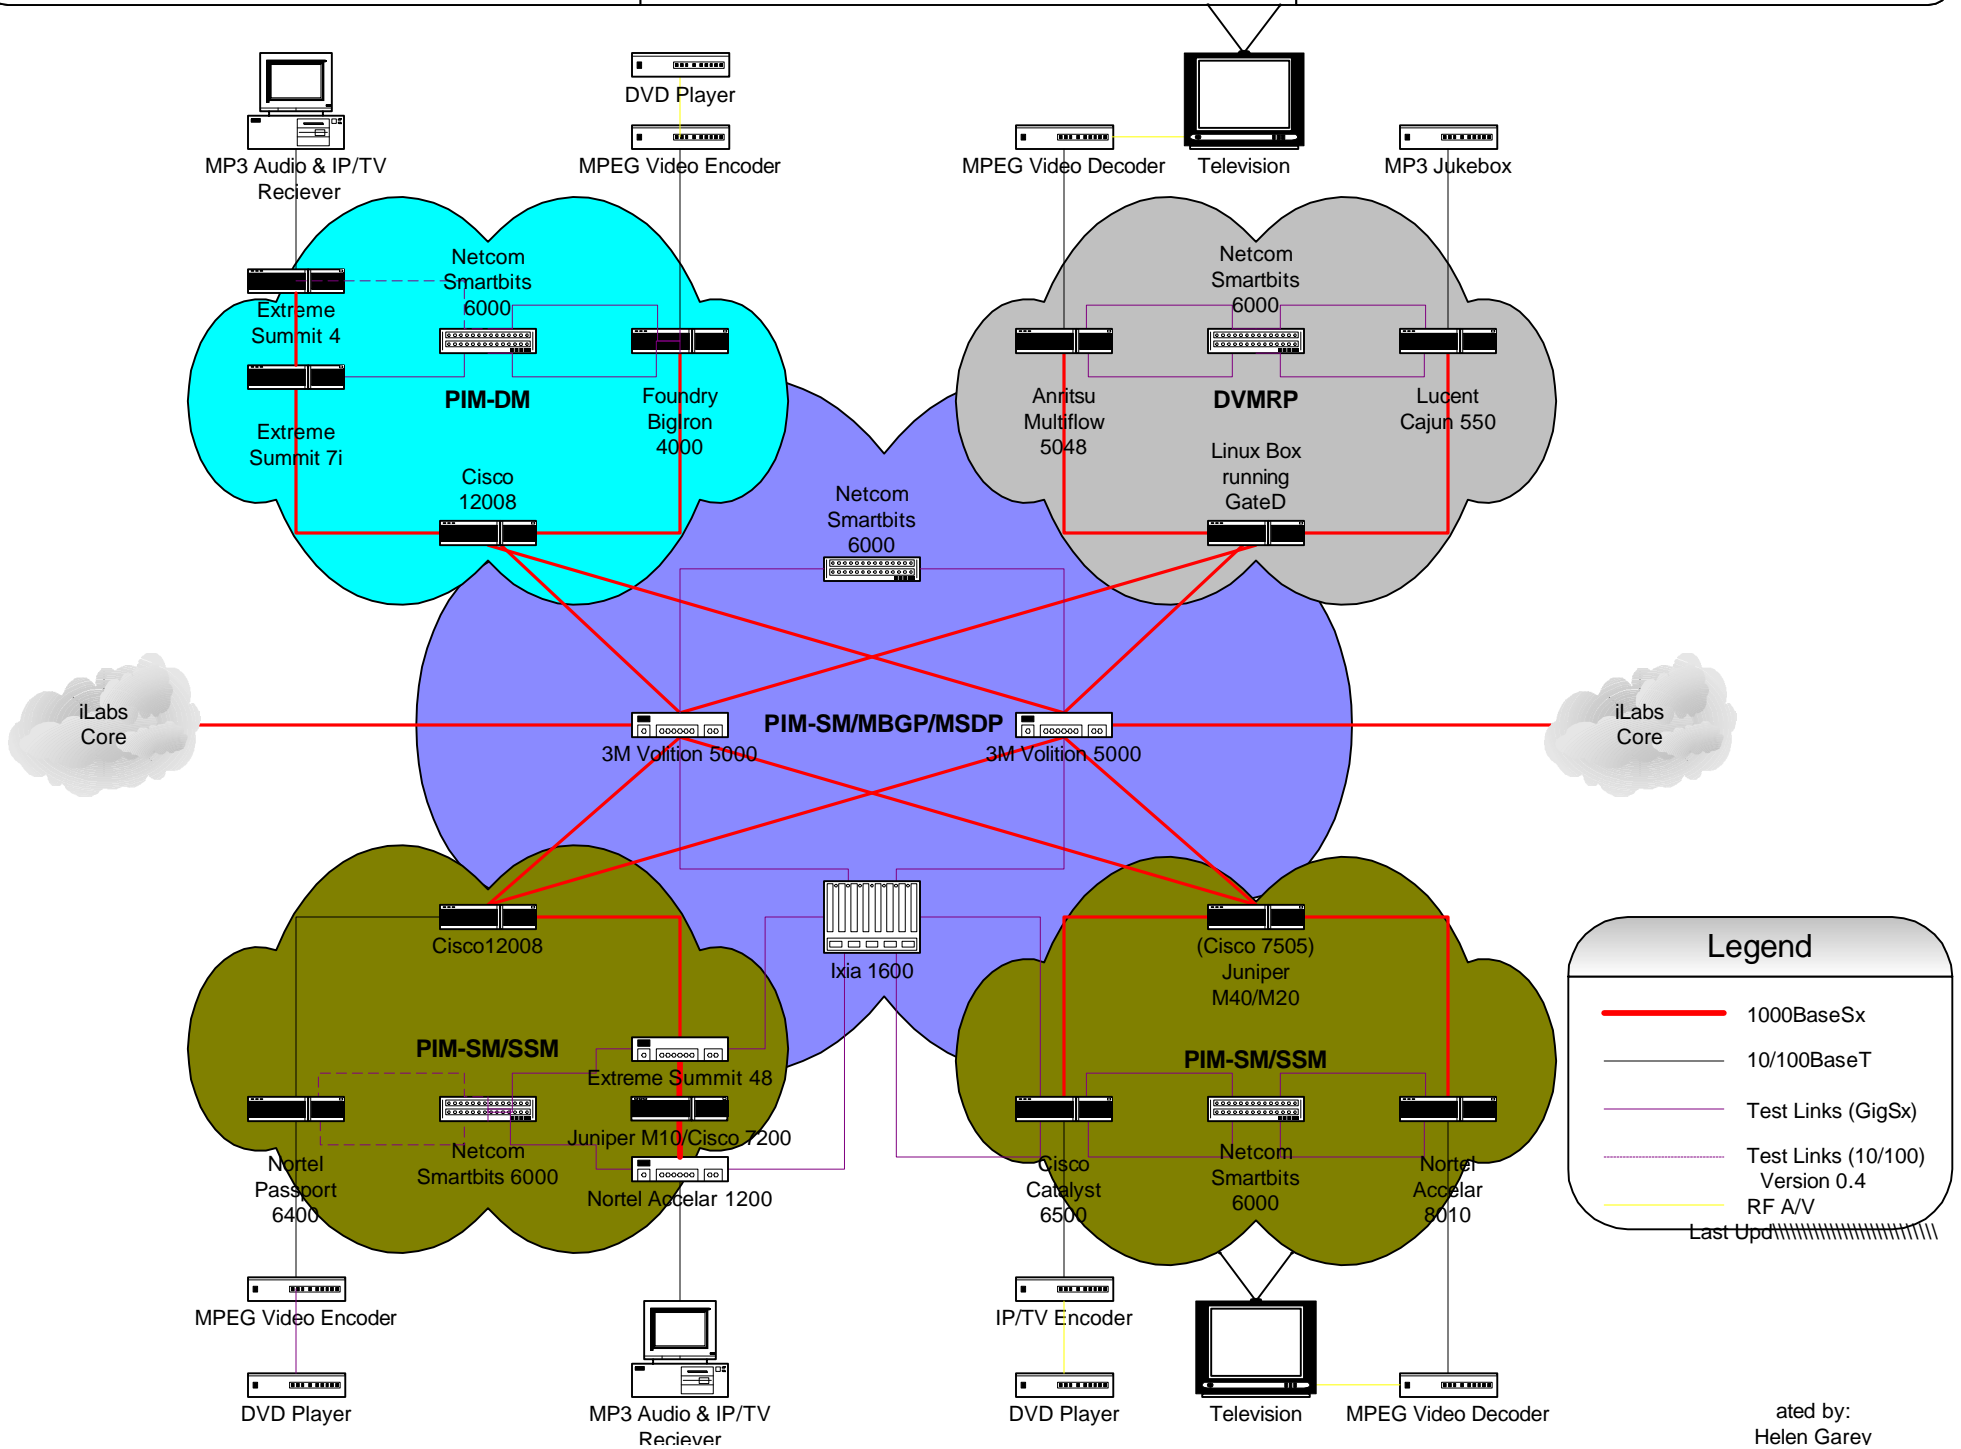 DVD Player
MP3 Audio & IP/TV
Reciever
MPEG Video Encoder
MPEG Video Decoder
Television
MP3 Jukebox
Netcom
Smartbits
6000
Extreme
Summit 4
PIM-DM
Foundry
BigIron
4000
Extreme
Summit 7i
Cisco
12008
Netcom
Smartbits
6000
Anritsu
Multiflow
5048
DVMRP
Lucent
Cajun 550
Linux Box
running
GateD
Netcom
Smartbits
6000
iLabs
Core
PIM-SM/MBGP/MSDP
3M Volition 5000
3M Volition 5000
iLabs
Core
Cisco12008
Ixia 1600
(Cisco 7505)
Juniper
M40/M20
PIM-SM/SSM
Extreme Summit 48
Juniper M10/Cisco 7200
Nortel
Passport
6400
Netcom
Smartbits 6000
Nortel Accelar 1200
PIM-SM/SSM
Cisco
Catalyst
6500
Netcom
Smartbits
6000
Nortel
Accelar
8010
Legend
1000BaseSx
10/100BaseT
Test Links (GigSx)
Test Links (10/100)
Version 0.4
RF A/V
Last Upd
MPEG Video Encoder
IP/TV Encoder
DVD Player
MP3 Audio & IP/TV
Reciever
DVD Player
Television
MPEG Video Decoder
ated by:
Helen Garey